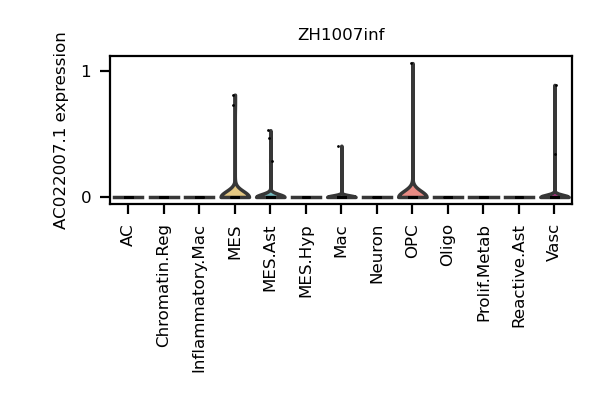 ZH1007inf
AC022007.1 expression
1
0
AC
Chromatin.Reg
Inflammatory.Mac
MES
MES.Ast
MES.Hyp
Mac
Neuron
OPC
Oligo
Prolif.Metab
Reactive.Ast
Vasc